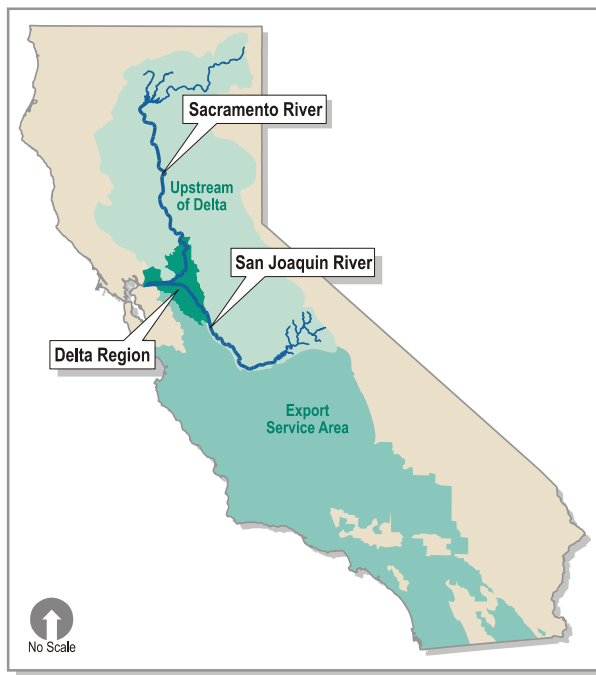 Sacramento River
Upstream
of Delta
San Joaquin River
Delta Region
Export
Service Area
No Scale